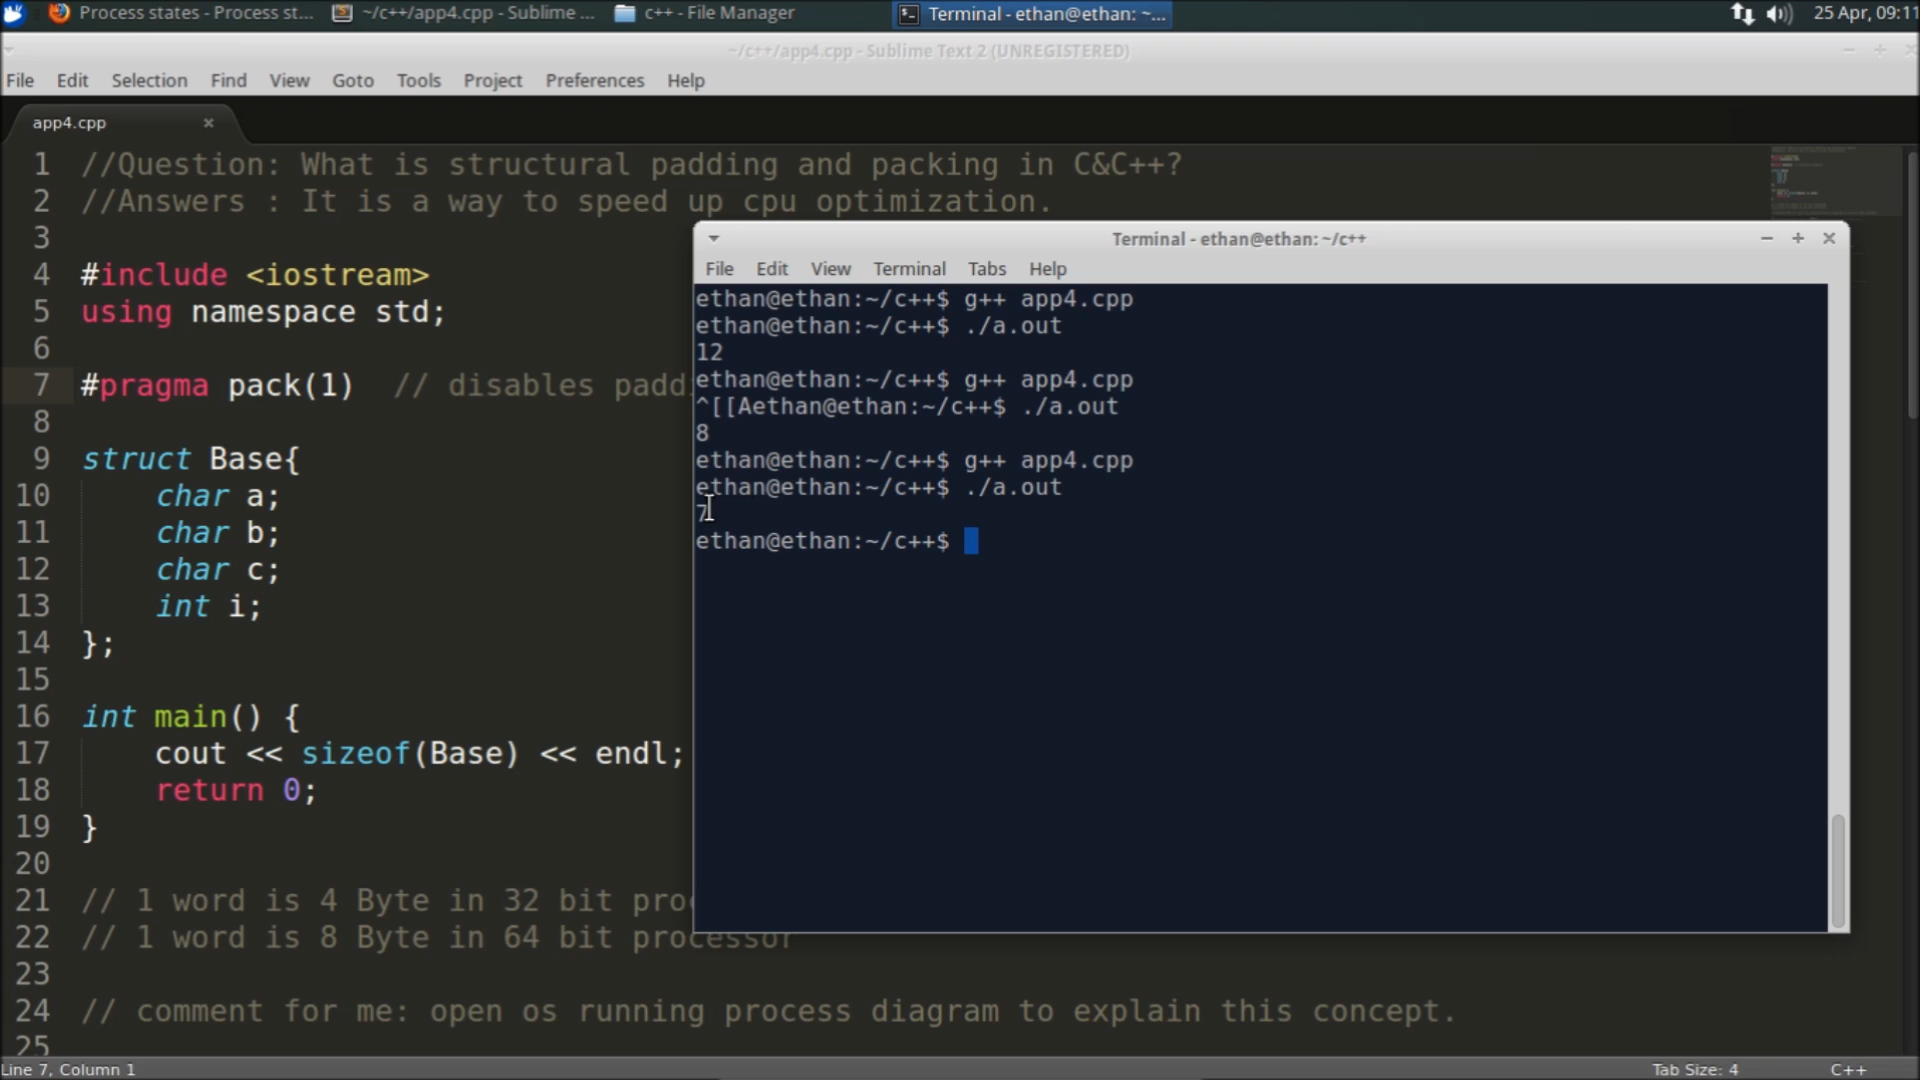 Process states - Process st...
~/c++/app4.cpp - Sublime ...
c++ - File Manager
Terminal - ethan@ethan: ~...
25 Apr, 09:11
~/c++/app4.cpp - Sublime Text 2 (UNREGISTERED)
File Edit Selection Find View Goto Tools Project Preferences Help
app4.cpp
1 //Question: What is structural padding and packing in C&C++?
2 //Answers : It is a way to speed up cpu optimization.
3
4 #include <iostream>
5 using namespace std;
6
7 #pragma pack(1) // disables padd
8
9 struct Base{
10 char a;
11 char b;
12 char c;
13 int i;
14 };
15
16 int main() {
17 cout << sizeof(Base) << endl;
18 return 0;
19 }
20
21 // 1 word is 4 Byte in 32 bit pro
22 // 1 word is 8 Byte in 64 bit processor
23
24 // comment for me: open os running process diagram to explain this concept.
25
Terminal - ethan@ethan: ~/c++
File Edit View Terminal Tabs Help
ethan@ethan:~/c++$ g++ app4.cpp
ethan@ethan:~/c++$ ./a.out
12
ethan@ethan:~/c++$ g++ app4.cpp
^[[Aethan@ethan:~/c++$ ./a.out
8
ethan@ethan:~/c++$ g++ app4.cpp
ethan@ethan:~/c++$ ./a.out
7
ethan@ethan:~/c++$
Line 7, Column 1
Tab Size: 4
C++